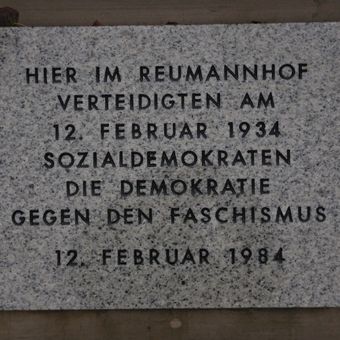 HIER IM REUMANNHOF
VERTEIDIGTEN AM
12. FEBRUAR 1934
SOZIALDEMOKRATEN
DIE DEMOKRATIE
GEGEN DEN FASCHISMUS
12. FEBRUAR 1984